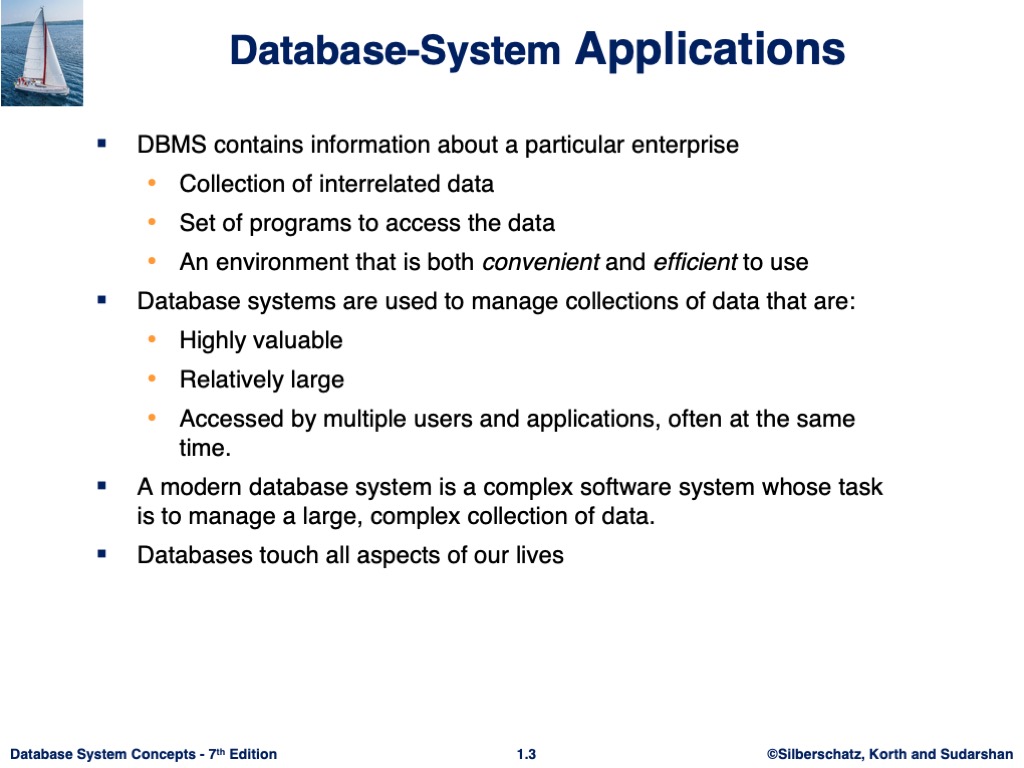 Database-System Applications
▪ DBMS contains information about a particular enterprise
• Collection of interrelated data
• Set of programs to access the data
• An environment that is both convenient and efficient to use
▪ Database systems are used to manage collections of data that are:
• Highly valuable
• Relatively large
• Accessed by multiple users and applications, often at the same
time.
▪ A modern database system is a complex software system whose task
is to manage a large, complex collection of data.
▪ Databases touch all aspects of our lives
Database System Concepts - 7th Edition
1.3
©Silberschatz, Korth and Sudarshan